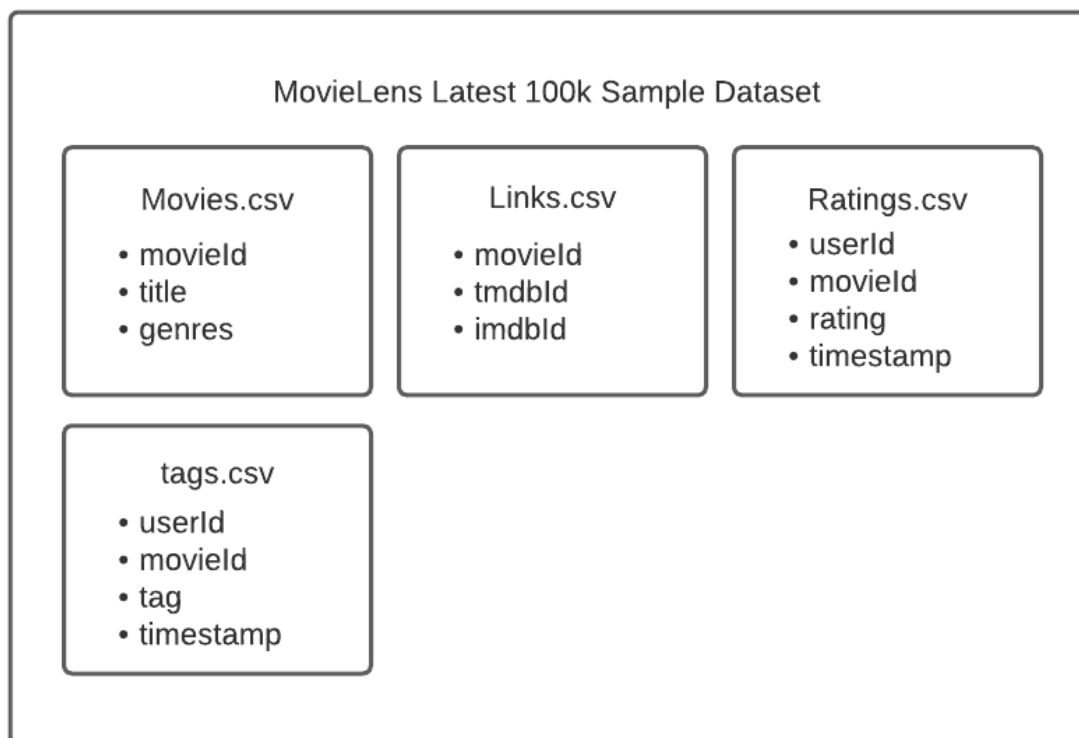 MovieLens Latest 100k Sample Dataset
Movies.csv
• movieId
• title
• genres
Links.csv
• movieId
• tmdbId
• imdbId
Ratings.csv
• userId
• movieId
• rating
• timestamp
tags.csv
• userId
• movieId
• tag
• timestamp